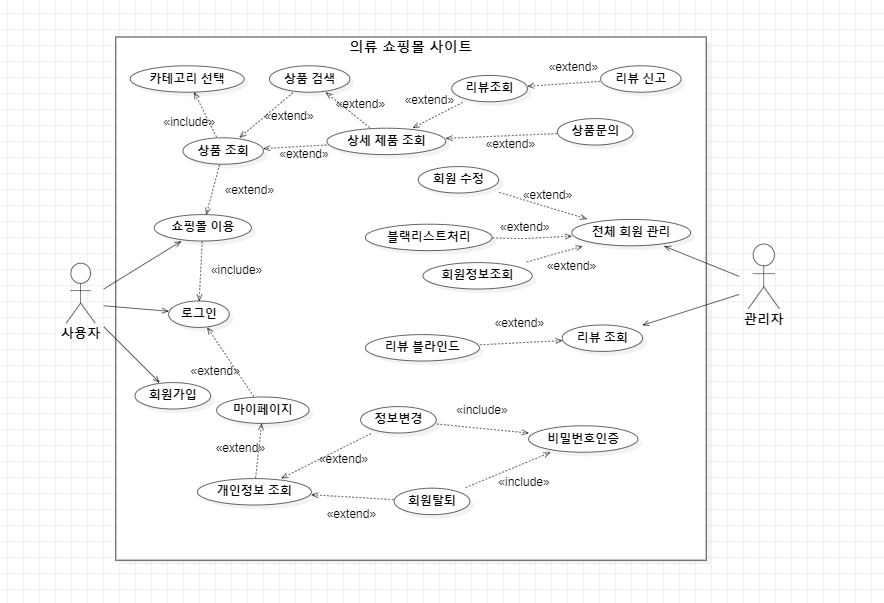 의류 쇼핑몰 사이트
카테고리 선택
상품 검색
리뷰조회
«extend»
리뷰 신고
«include»
«extend»
«extend»
«extend»
상품 조회
«extend»
상세 제품 조회
«extend»
상품문의
«extend»
회원 수정
«extend»
쇼핑몰 이용
블랙리스트처리
«extend»
전체 회원 관리
«include»
회원정보조회
«extend»
사용자
로그인
관리자
«extend»
리뷰 블라인드
리뷰 조회
«extend»
회원가입
마이페이지
정보변경
«include»
비밀번호인증
«extend»
«extend»
개인정보 조회
회원탈퇴
«include»
«extend»